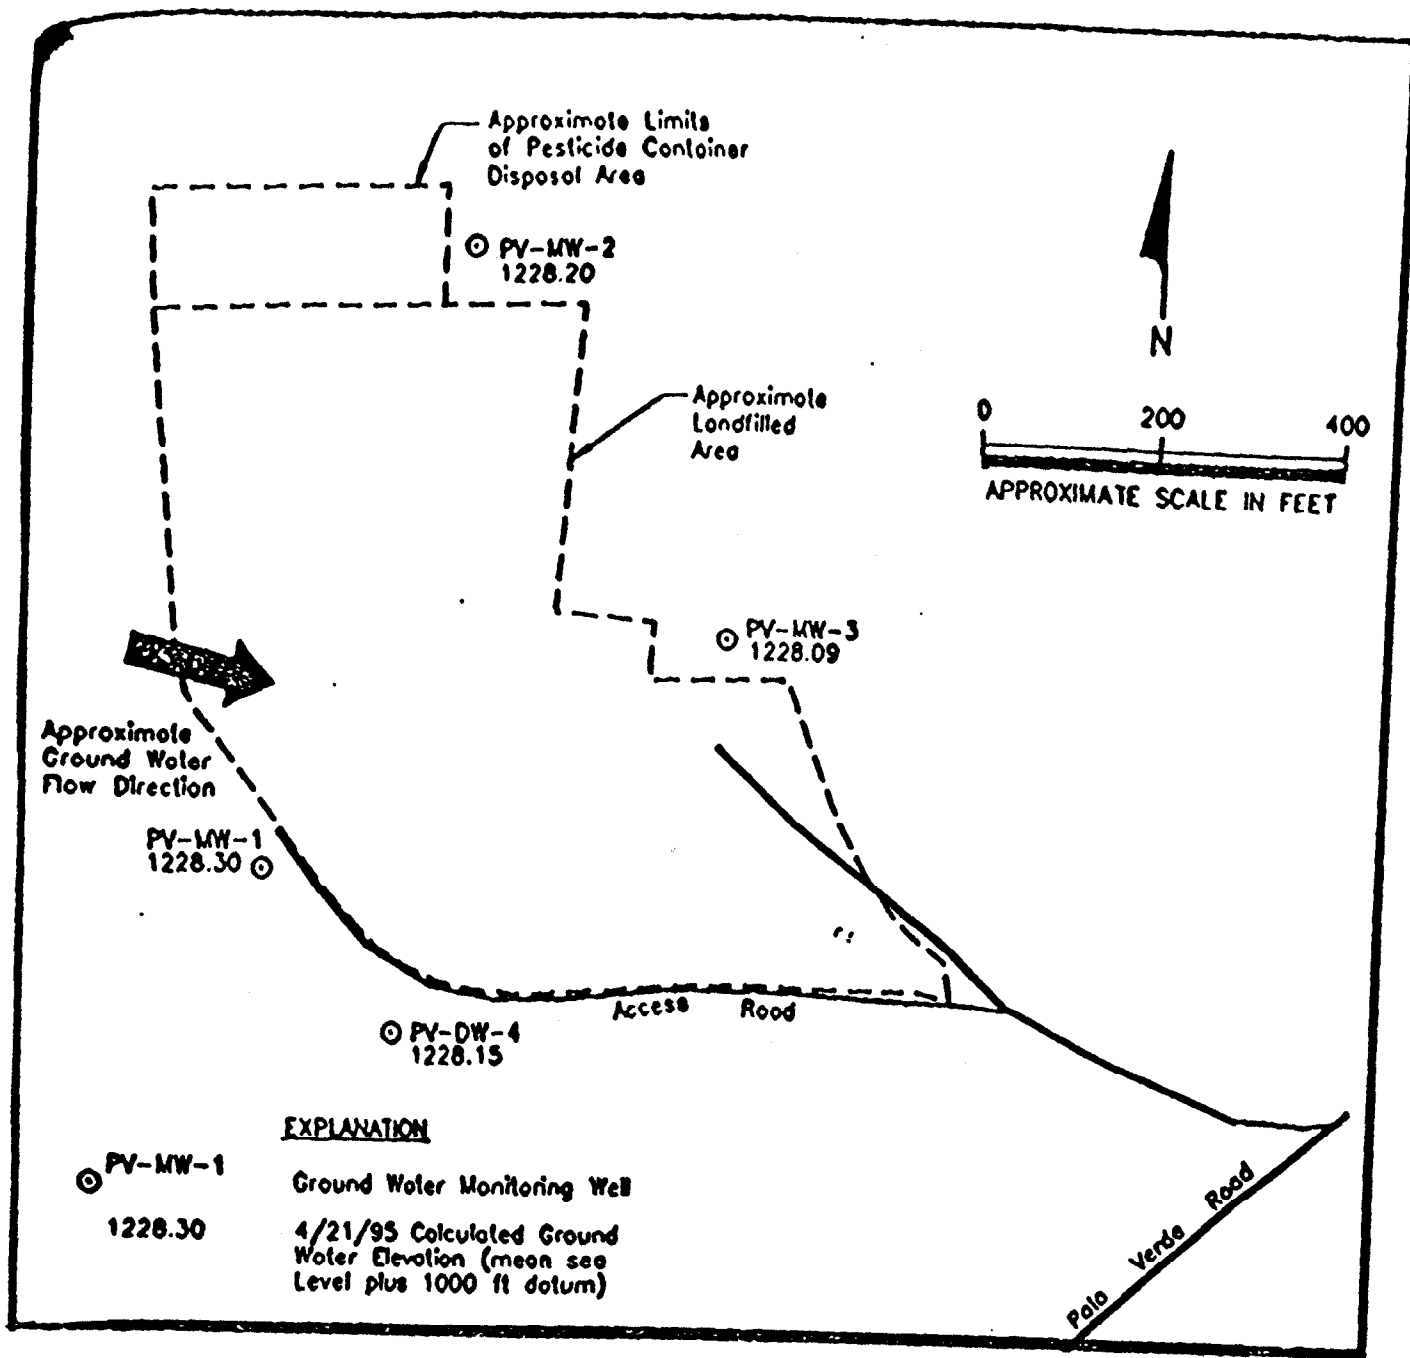 Approximate Limits
of Pesticide Container
Disposal Area
PV-MW-2
1228.20
N
Approximate
Landfilled
Area
0 200 400
APPROXIMATE SCALE IN FEET
PV-MW-3
1228.09
Approximate
Ground Water
Flow Direction
PV-MW-1
1228.30
Access Road
PV-DW-4
1228.15
EXPLANATION
PV-MW-1
Ground Water Monitoring Well
1228.30
4/21/95 Calculated Ground
Water Elevation (mean sea
Level plus 1000 ft datum)
Palo Verde Road